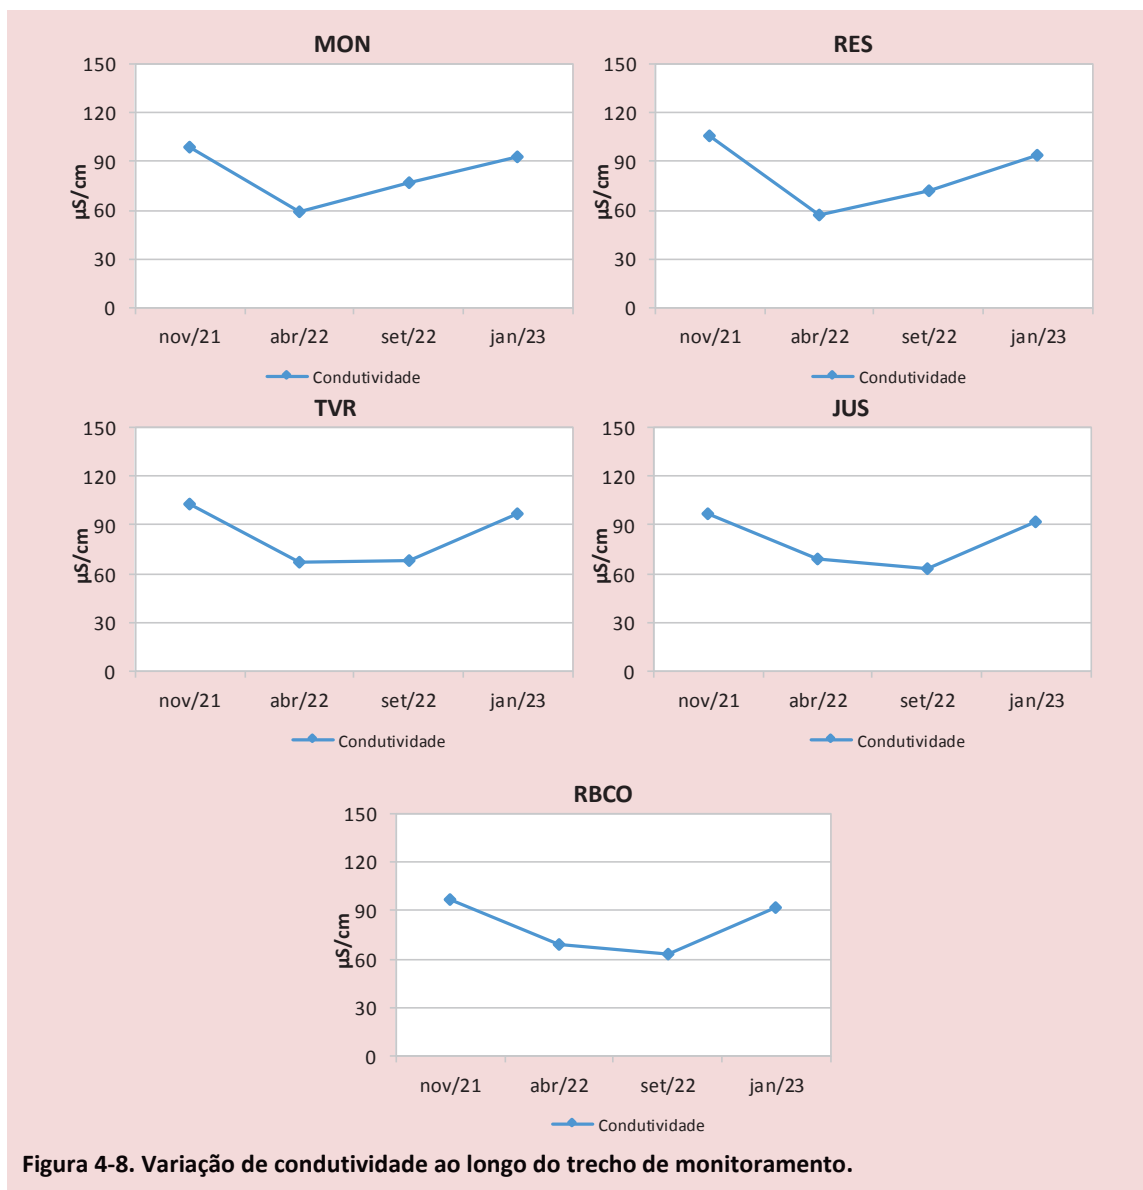 MON
150
120
90
60
30
0
µS/cm
nov/21 abr/22 set/22 jan/23
Condutividade
RES
150
120
90
60
30
0
µS/cm
nov/21 abr/22 set/22 jan/23
Condutividade
TVR
150
120
90
60
30
0
µS/cm
nov/21 abr/22 set/22 jan/23
Condutividade
JUS
150
120
90
60
30
0
µS/cm
nov/21 abr/22 set/22 jan/23
Condutividade
RBCO
150
120
90
60
30
0
µS/cm
nov/21 abr/22 set/22 jan/23
Condutividade
Figura 4-8. Variação de condutividade ao longo do trecho de monitoramento.